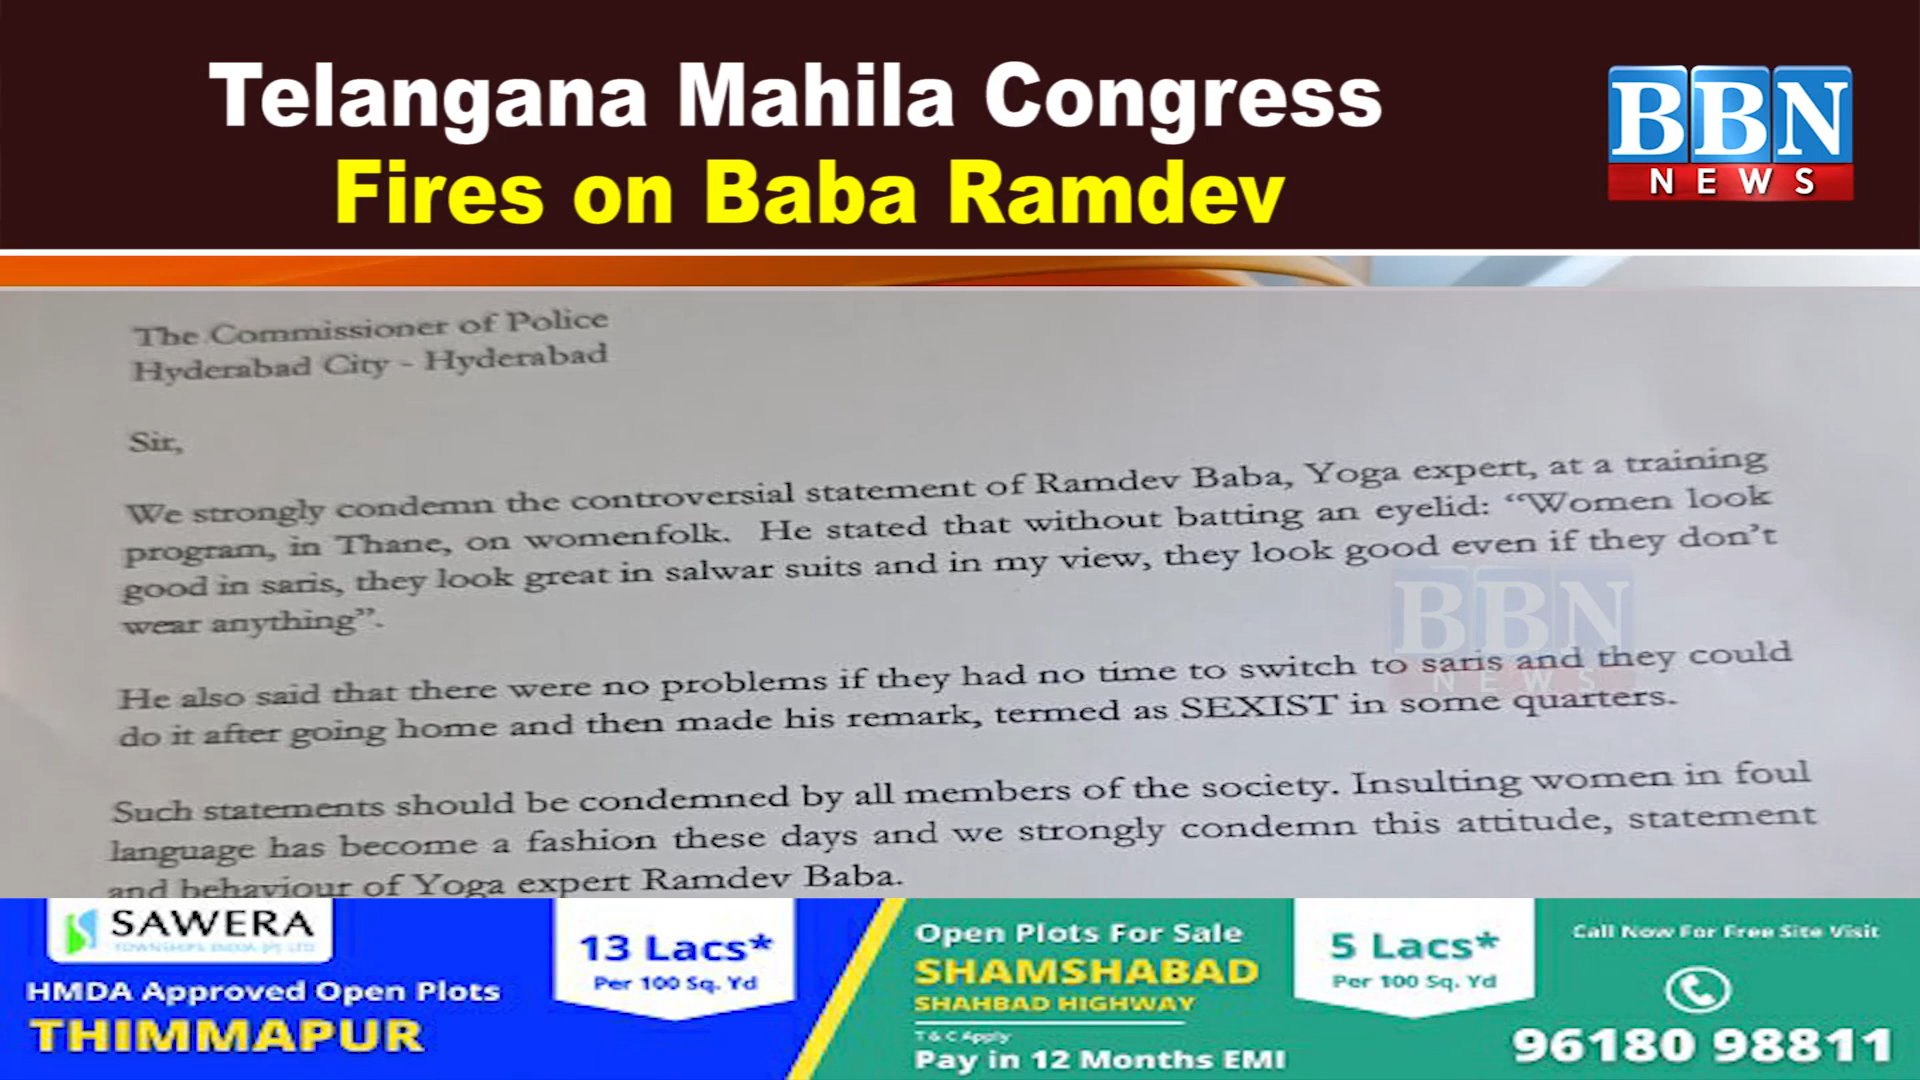 Telangana Mahila Congress
Fires on Baba Ramdev
BBN
NEWS
The Commissioner of Police
Hyderabad City - Hyderabad
Sir,
We strongly condemn the controversial statement of Ramdev Baba, Yoga expert, at a training
program, in Thane, on womenfolk. He stated that without batting an eyelid: “Women look
good in saris, they look great in salwar suits and in my view, they look good even if they don’t
wear anything”.
He also said that there were no problems if they had no time to switch to saris and they could
do it after going home and then made his remark, termed as SEXIST in some quarters.
Such statements should be condemned by all members of the society. Insulting women in foul
language has become a fashion these days and we strongly condemn this attitude, statement
and behaviour of Yoga expert Ramdev Baba.
BBN
NEWS
SAWERA
TOWNSHIPS INDIA (P) LTD
HMDA Approved Open Plots
THIMMAPUR
13 Lacs*
Per 100 Sq. Yd
Open Plots For Sale
SHAMSHABAD
SHAHBAD HIGHWAY
T & C Apply
Pay in 12 Months EMI
5 Lacs*
Per 100 Sq. Yd
Call Now For Free Site Visit
96180 98811